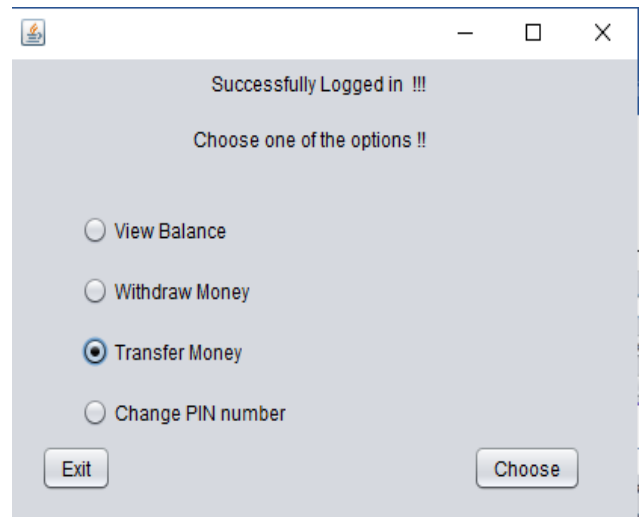 Successfully Logged in !!!
Choose one of the options !!
View Balance
Withdraw Money
Transfer Money
Change PIN number
Exit
Choose